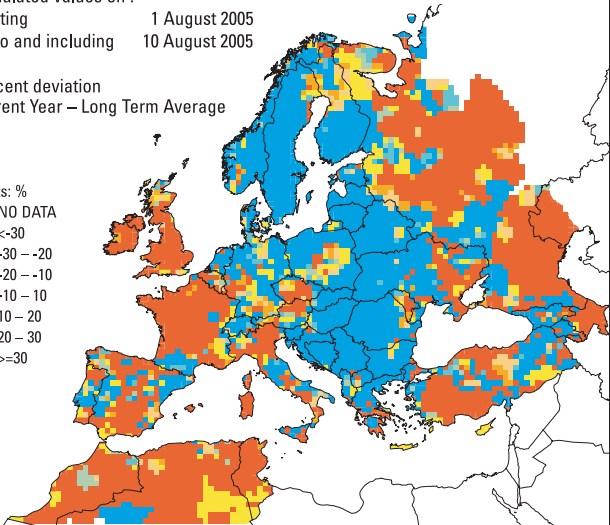 ulated values on :
ting 1 August 2005
o and including 10 August 2005
cent deviation
rent Year – Long Term Average
ts: %
NO DATA
<-30
-30 – -20
-20 – -10
-10 – 10
10 – 20
20 – 30
>=30